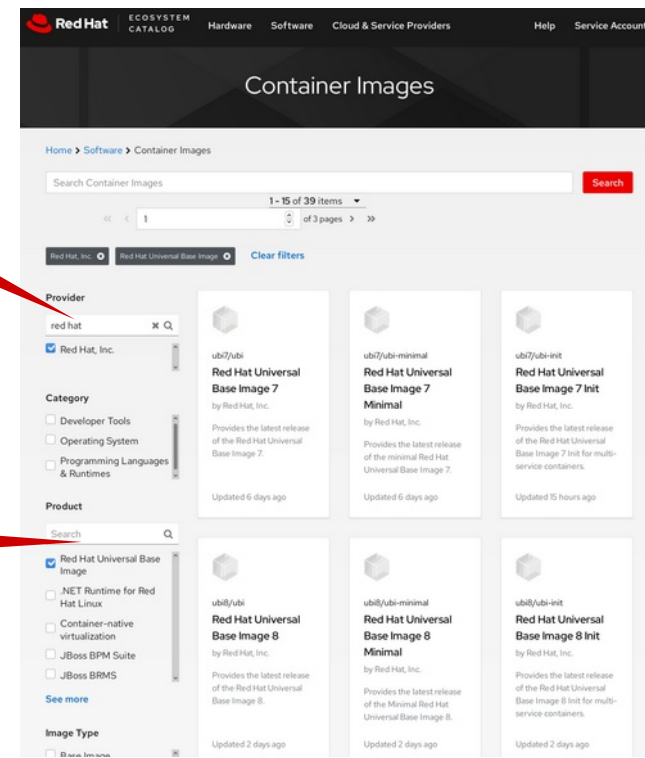 Red Hat
ECOSYSTEM
CATALOG
Hardware Software Cloud & Service Providers Help Service Account
Container Images
Home > Software > Container Images
Search Container Images
Search
1 - 15 of 39 items
1 of 3 pages
Red Hat, Inc. Red Hat Universal Base Image Clear filters
Provider
red hat
Red Hat, Inc.
Category
Developer Tools
Operating System
Programming Languages
& Runtimes
Product
Search
Red Hat Universal Base
Image
.NET Runtime for Red
Hat Linux
Container-native
virtualization
JBoss BPM Suite
JBoss BRMS
See more
Image Type
Base Image
ubi7/ubi
Red Hat Universal
Base Image 7
by Red Hat, Inc.
Provides the latest release
of the Red Hat Universal
Base Image 7.
Updated 6 days ago
ubi7/ubi-minimal
Red Hat Universal
Base Image 7
Minimal
by Red Hat, Inc.
Provides the latest release
of the minimal Red Hat
Universal Base Image 7.
Updated 6 days ago
ubi7/ubi-init
Red Hat Universal
Base Image 7 Init
by Red Hat, Inc.
Provides the latest release
of the Red Hat Universal
Base Image 7 Init for multi-
service containers.
Updated 15 hours ago
ubi8/ubi
Red Hat Universal
Base Image 8
by Red Hat, Inc.
Provides the latest release
of the Red Hat Universal
Base Image 8.
Updated 2 days ago
ubi8/ubi-minimal
Red Hat Universal
Base Image 8
Minimal
by Red Hat, Inc.
Provides the latest release
of the Minimal Red Hat
Universal Base Image 8.
Updated 2 days ago
ubi8/ubi-init
Red Hat Universal
Base Image 8 Init
by Red Hat, Inc.
Provides the latest release
of the Red Hat Universal
Base Image 8 Init for multi-
service containers.
Updated 2 days ago